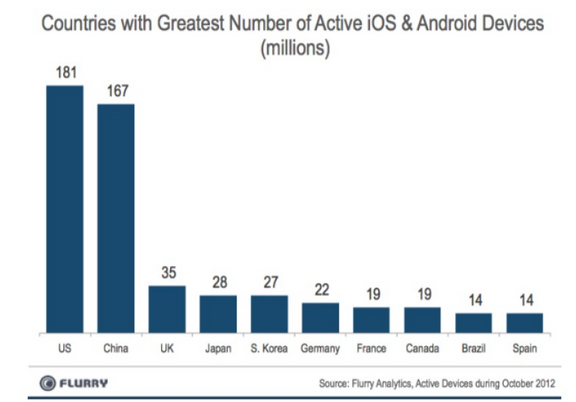 Countries with Greatest Number of Active iOS & Android Devices
(millions)
181
167
35
28
27
22
19
19
14
14
US China UK Japan S. Korea Germany France Canada Brazil Spain
FLURRY
Source: Flurry Analytics, Active Devices during October 2012